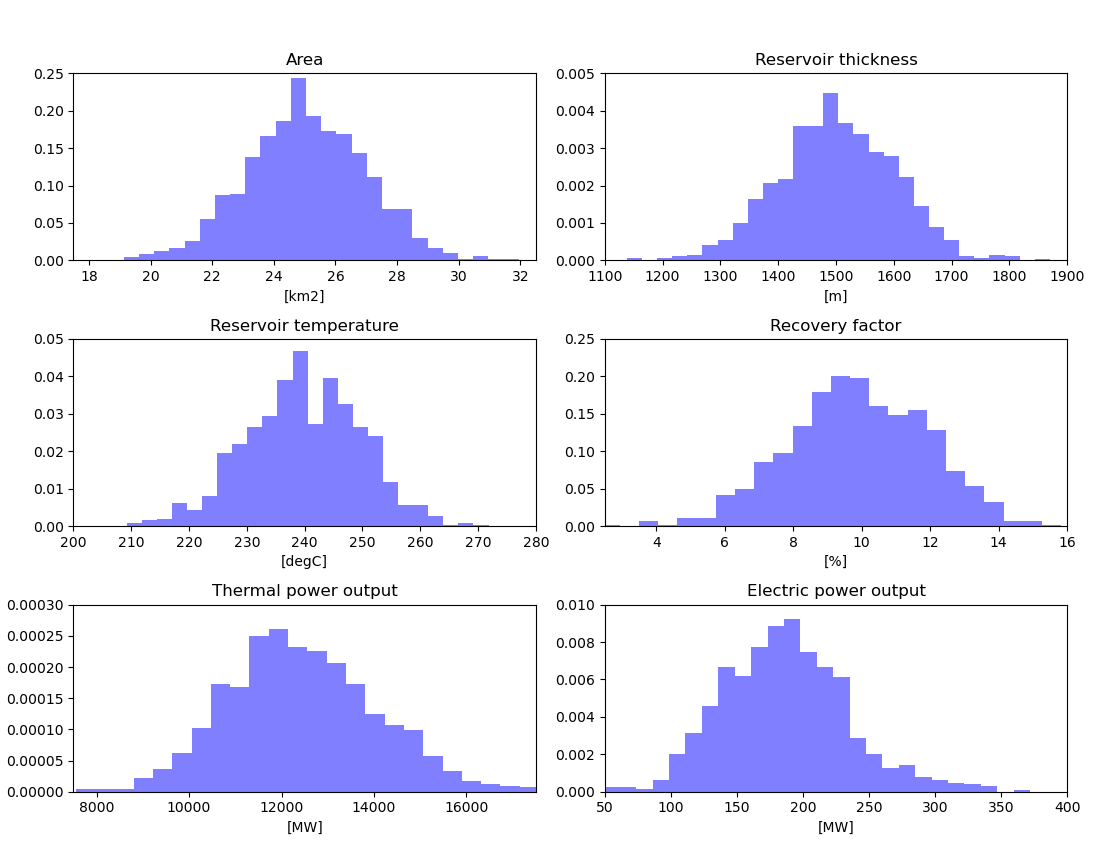 Area
0.25
0.20
0.15
0.10
0.05
0.00
18 20 22 24 26 28 30 32
[km2]
Reservoir thickness
0.005
0.004
0.003
0.002
0.001
0.000
1100 1200 1300 1400 1500 1600 1700 1800 1900
[m]
Reservoir temperature
0.05
0.04
0.03
0.02
0.01
0.00
200 210 220 230 240 250 260 270 280
[degC]
Recovery factor
0.25
0.20
0.15
0.10
0.05
0.00
4 6 8 10 12 14 16
[%]
Thermal power output
0.00030
0.00025
0.00020
0.00015
0.00010
0.00005
0.00000
8000 10000 12000 14000 16000
[MW]
Electric power output
0.010
0.008
0.006
0.004
0.002
0.000
50 100 150 200 250 300 350 400
[MW]